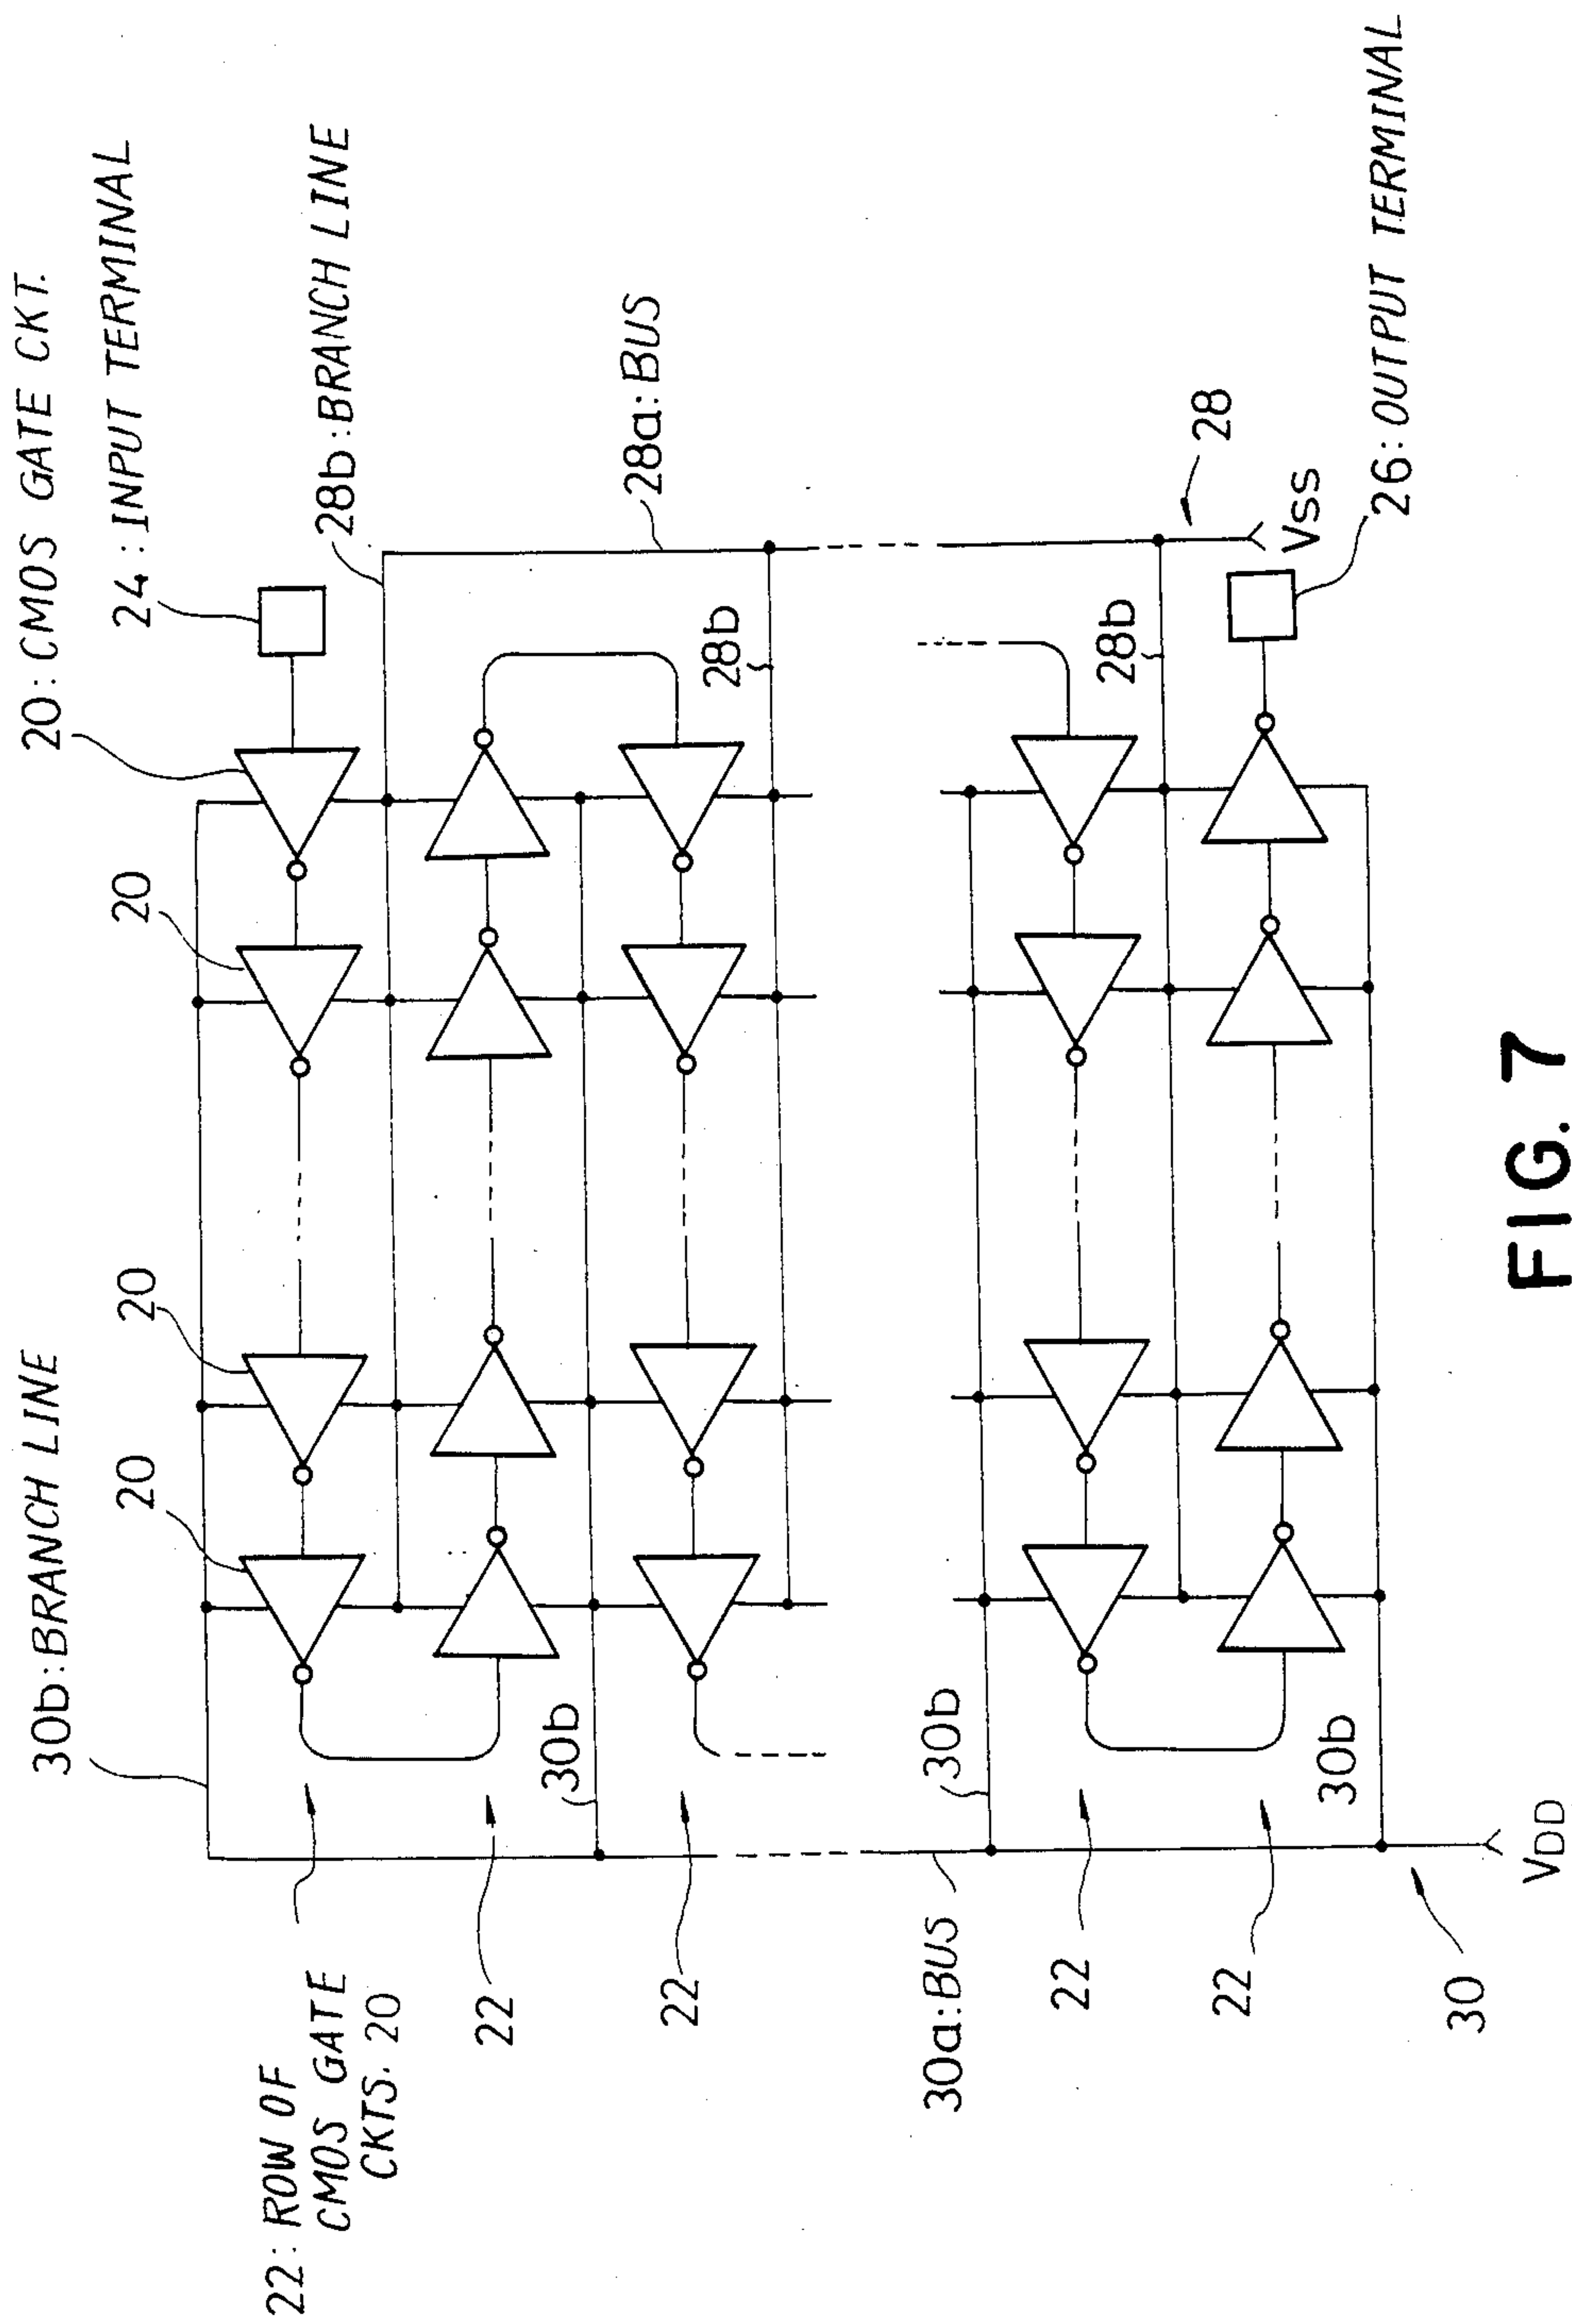 20: CMOS GATE CKT.
24: INPUT TERMINAL
28b: BRANCH LINE
28a: BUS
30b: BRANCH LINE
20
20
20
28b
28b
28
VSS
26: OUTPUT TERMINAL
22: ROW OF
CMOS GATE
CKTS. 20
22
22
30b
30a: BUS
30b
22
22
30b
30
VDD
FIG. 7